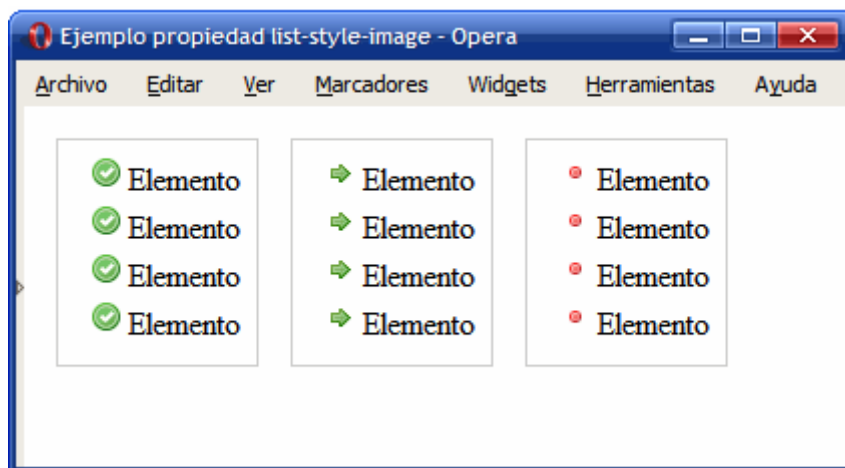 Ejemplo propiedad list-style-image - Opera
Archivo Editar Ver Marcadores Widgets Herramientas Ayuda
Elemento Elemento Elemento
Elemento Elemento Elemento
Elemento Elemento Elemento
Elemento Elemento Elemento